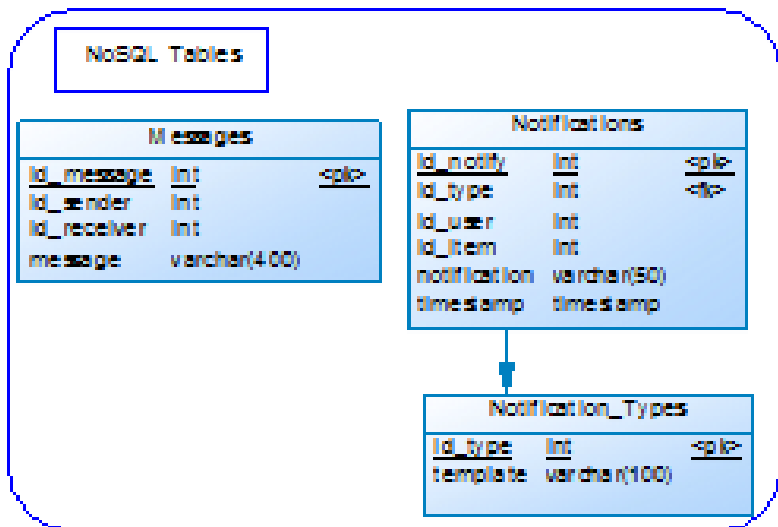 NoSQL Tables
Messages
id_message int <pk>
id_sender int
id_receiver int
message varchar(400)
Notifications
id_notify int <pk>
id_type int <fk>
id_user int
id_item int
notification varchar(50)
timestamp timestamp
Notification_Types
id_type int <pk>
template varchar(100)